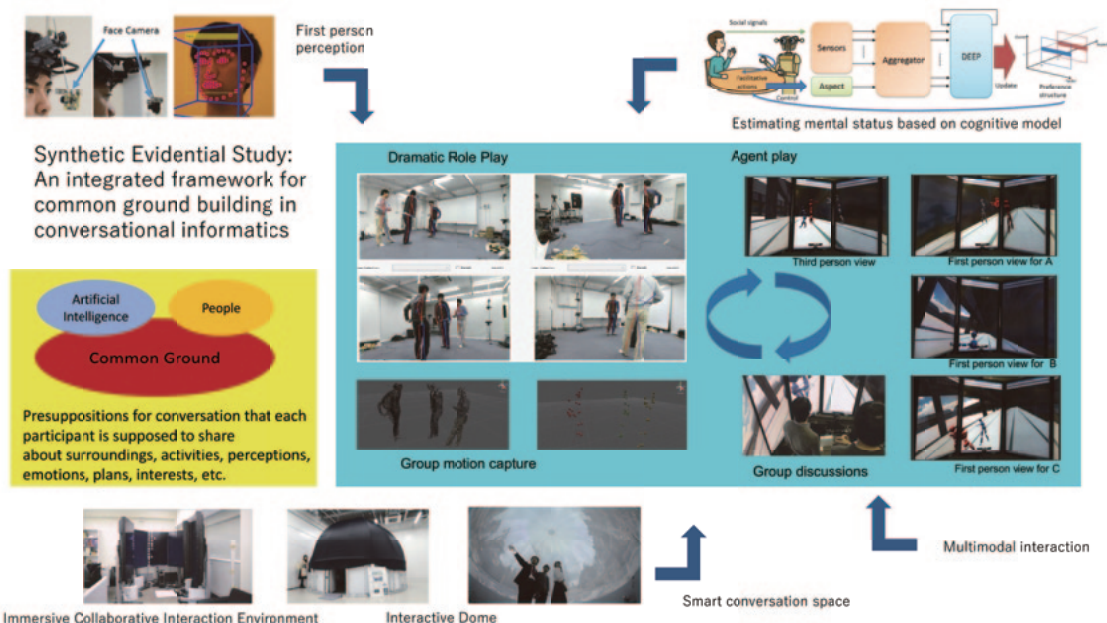 Face Camera
First person
perception
Social signals
Facilitative
actions
Control
Sensors
Aspect
Aggregator
DEEP
Update
Preference
structure
Estimating mental status based on cognitive model
Synthetic Evidential Study:
An integrated framework for
common ground building in
conversational informatics
Artificial
Intelligence
People
Common Ground
Presuppositions for conversation that each
participant is supposed to share
about surroundings, activities, perceptions,
emotions, plans, interests, etc.
Dramatic Role Play
Agent play
Third person view
First person view for A
First person view for B
First person view for C
Group motion capture
Group discussions
Immersive Collaborative Interaction Environment
Interactive Dome
Smart conversation space
Multimodal interaction